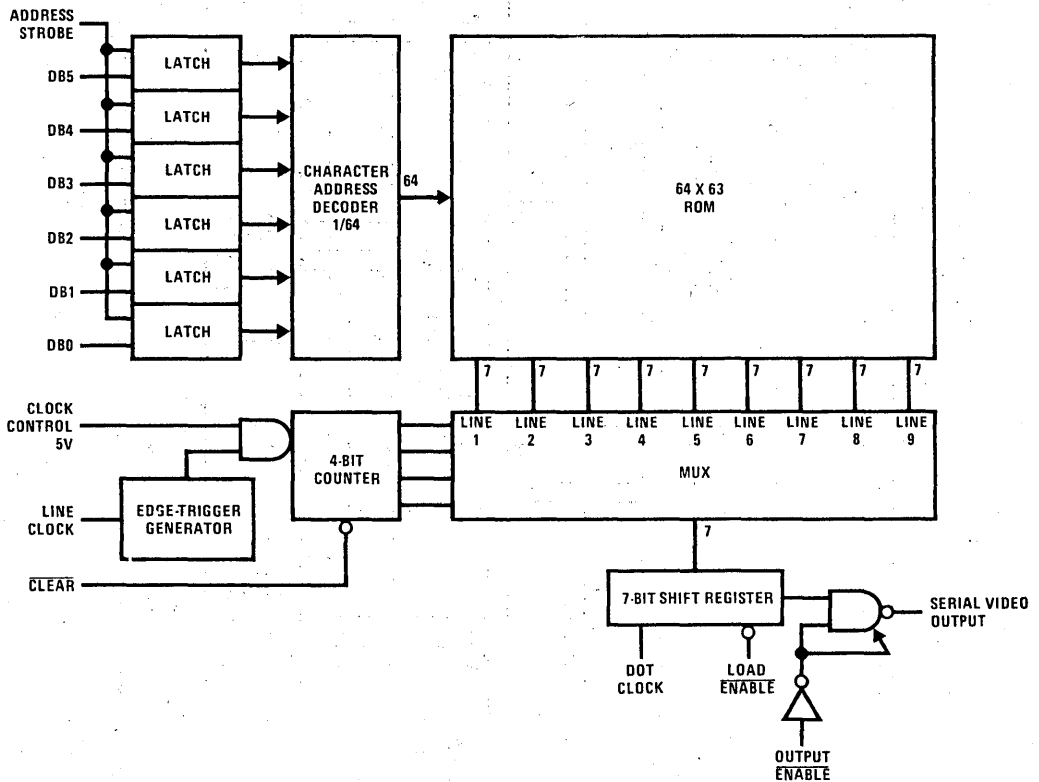 ADDRESS
STROBE
DB5
LATCH
DB4
LATCH
DB3
LATCH
DB2
LATCH
DB1
LATCH
DB0
LATCH
CHARACTER
ADDRESS
DECODER
1/64
64
64 X 63
ROM
7
7
7
7
7
7
7
7
7
CLOCK
CONTROL
5V
LINE
CLOCK
EDGE-TRIGGER
GENERATOR
CLEAR
4-BIT
COUNTER
LINE
1
LINE
2
LINE
3
LINE
4
LINE
5
LINE
6
LINE
7
LINE
8
LINE
9
MUX
7
7-BIT SHIFT REGISTER
DOT
CLOCK
LOAD
ENABLE
SERIAL VIDEO
OUTPUT
OUTPUT
ENABLE